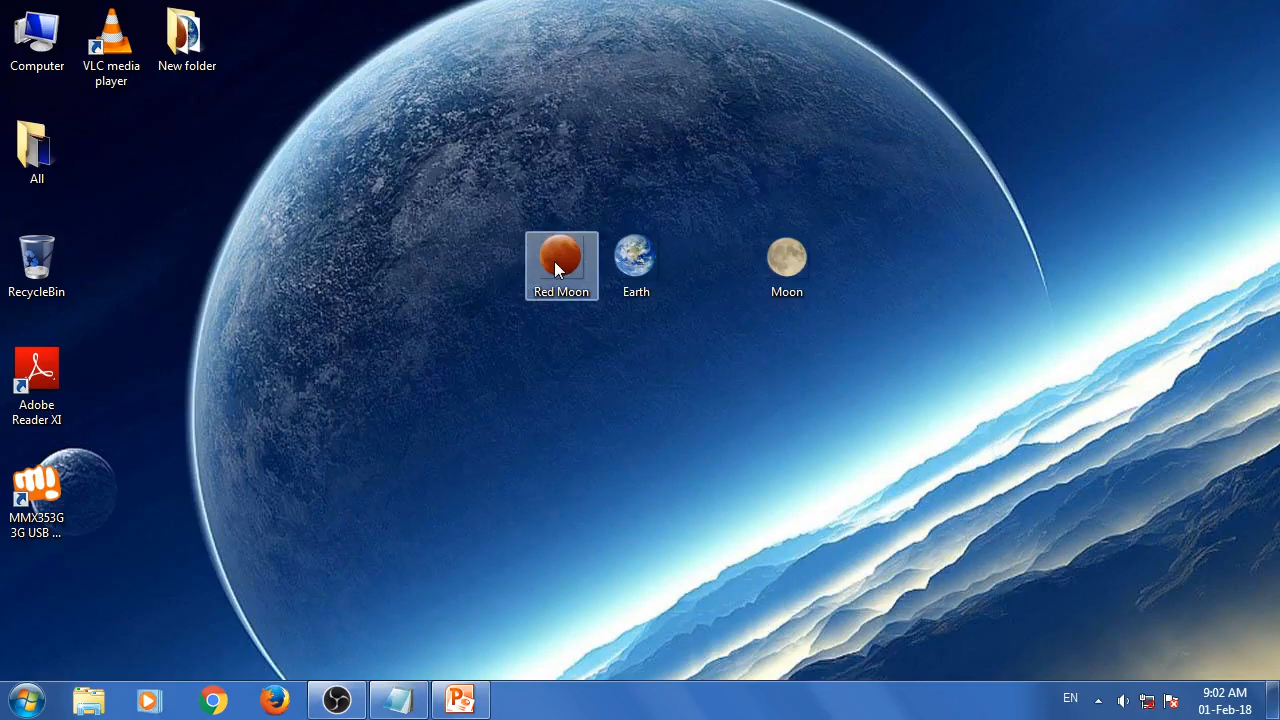 Computer
VLC media
player
New folder
All
RecycleBin
Red Moon
Earth
Moon
Adobe
Reader XI
MMX353G
3G USB ...
EN
9:02 AM
01-Feb-18